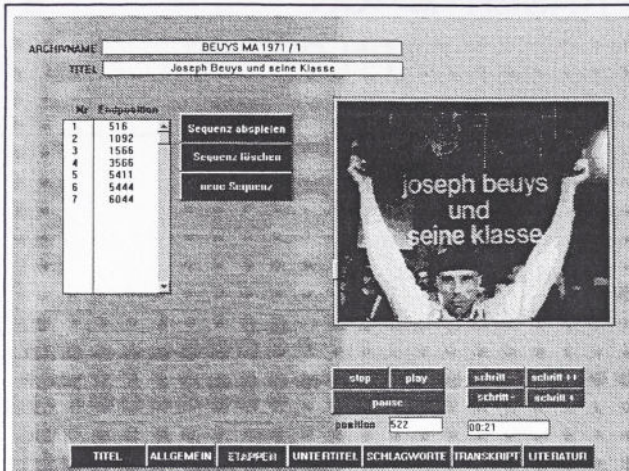 ARCHIVNAME BEUYS MA 1971 / 1
TITEL Joseph Beuys und seine Klasse
Nr Endposition
1 516
2 1092
3 1566
4 3566
5 5411
6 5444
7 6044
Sequenz abspielen
Sequenz löschen
neue Sequenz
joseph beuys
und
seine klasse
stop play
pause
position 522
schritt -- schritt ++
schritt - schritt +
00:21
TITEL ALLGEMEIN ETAPPEN UNTERTITEL SCHLAGWORTE TRANSKRIPT LITERATUR